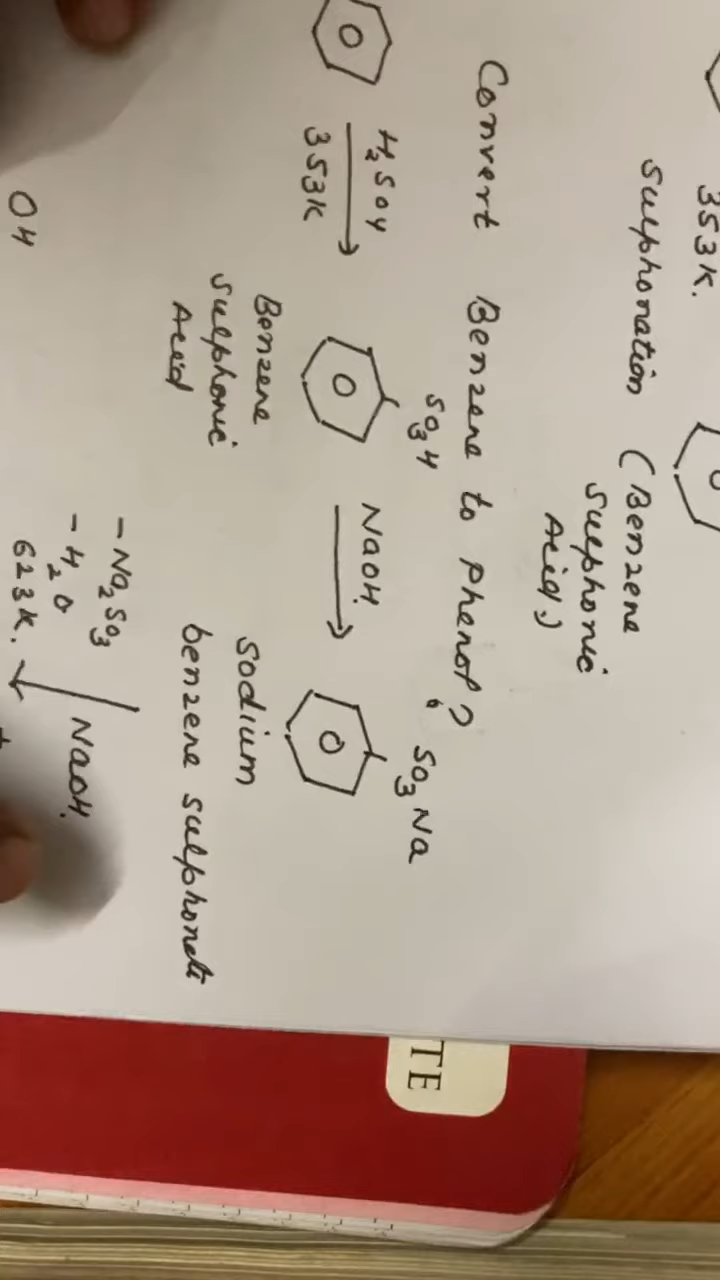 353K.
sulphonation (Benzene
sulphonic
Acid,)
Convert Benzene to Phenol?
H2SO4
353K
SO3H
NaOH
SO3Na
Benzene
sulphonic
Acid
sodium
benzene sulphonate
-Na2SO3
-H2O
623K.
NaOH.
OH
TE